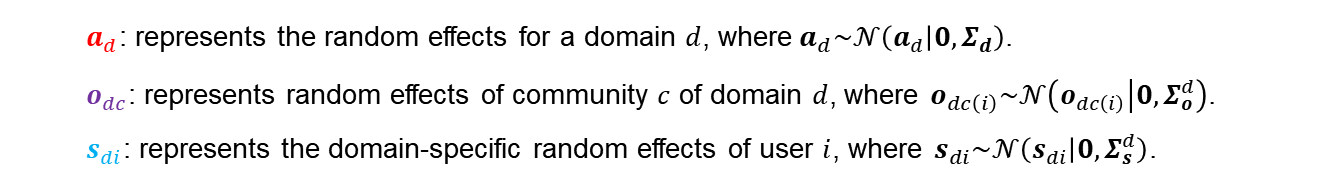 𝒂_d: represents the random effects for a domain d, where 𝒂_d~𝒩(𝒂_d|𝟎, 𝜮_𝒅).
𝒐_dc: represents random effects of community c of domain d, where 𝒐_dc(i)~𝒩(𝒐_dc(i)|𝟎, 𝜮_𝒐^d).
𝒔_di: represents the domain-specific random effects of user i, where 𝒔_di~𝒩(𝒔_di|𝟎, 𝜮_𝒔^d).